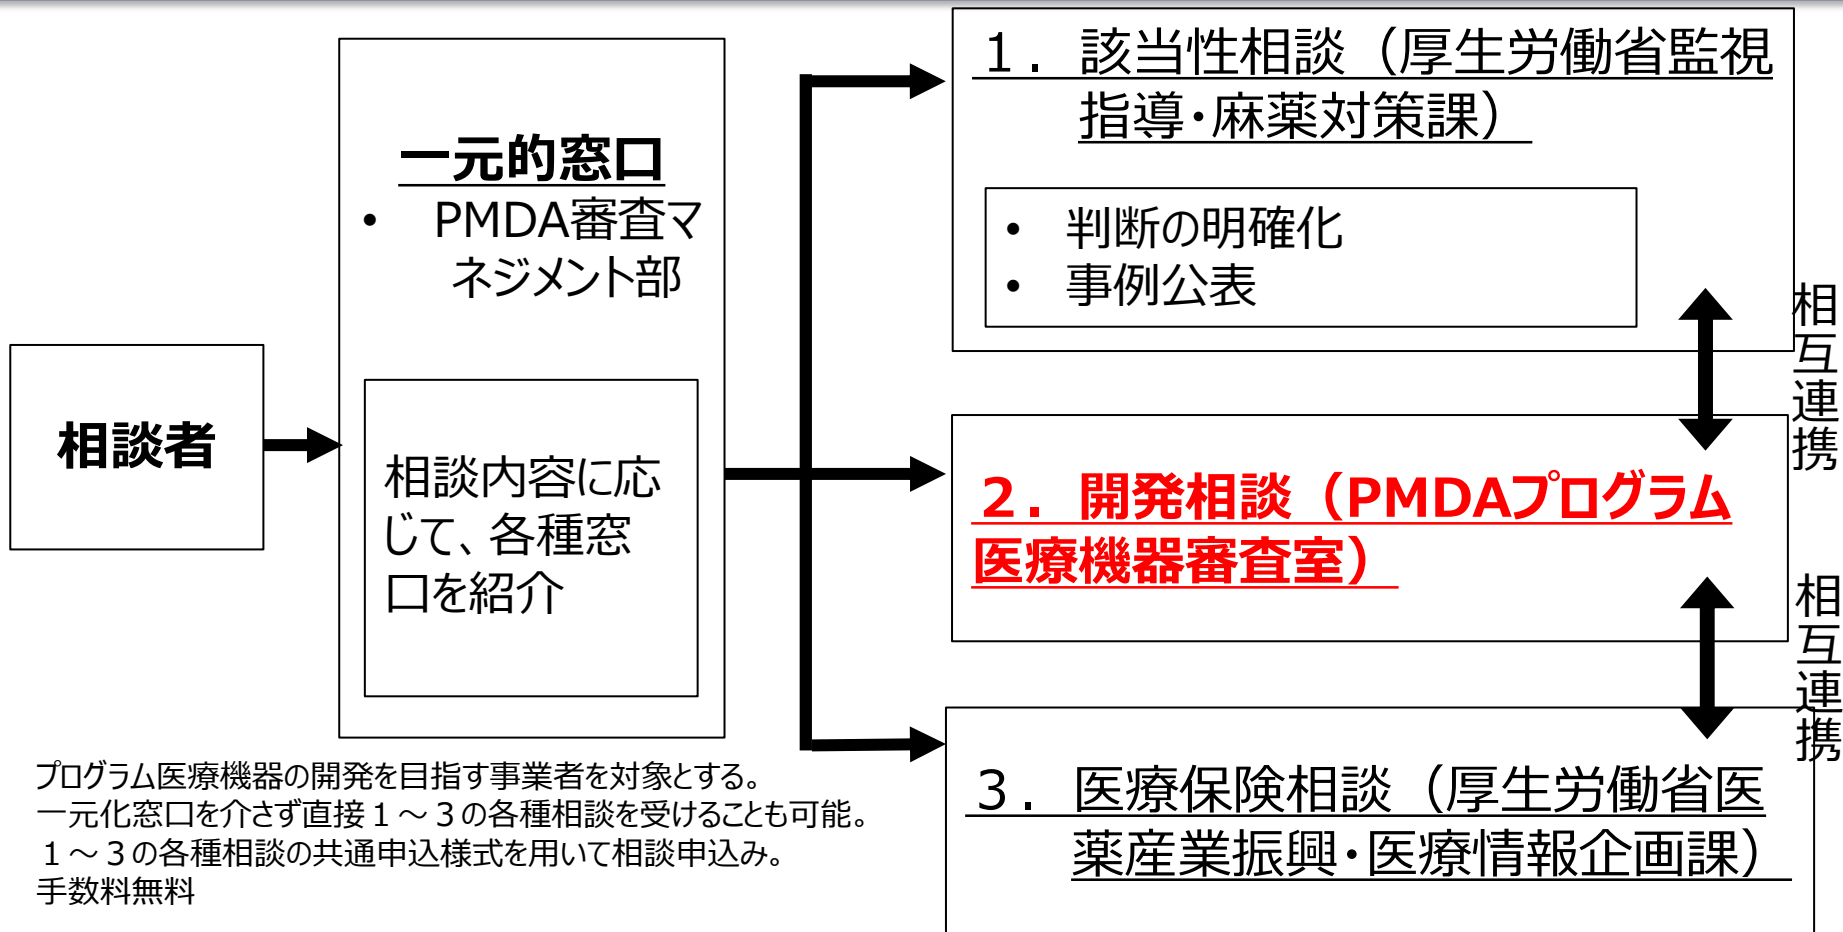 相談者
一元的窓口
• PMDA審査マ
ネジメント部
相談内容に応
じて、各種窓
口を紹介
１．該当性相談（厚生労働省監視
指導・麻薬対策課）
• 判断の明確化
• 事例公表
相互連携
２．開発相談（PMDAプログラム
医療機器審査室）
相互連携
３．医療保険相談（厚生労働省医
薬産業振興・医療情報企画課）
プログラム医療機器の開発を目指す事業者を対象とする。
一元化窓口を介さず直接１～３の各種相談を受けることも可能。
１～３の各種相談の共通申込様式を用いて相談申込み。
手数料無料